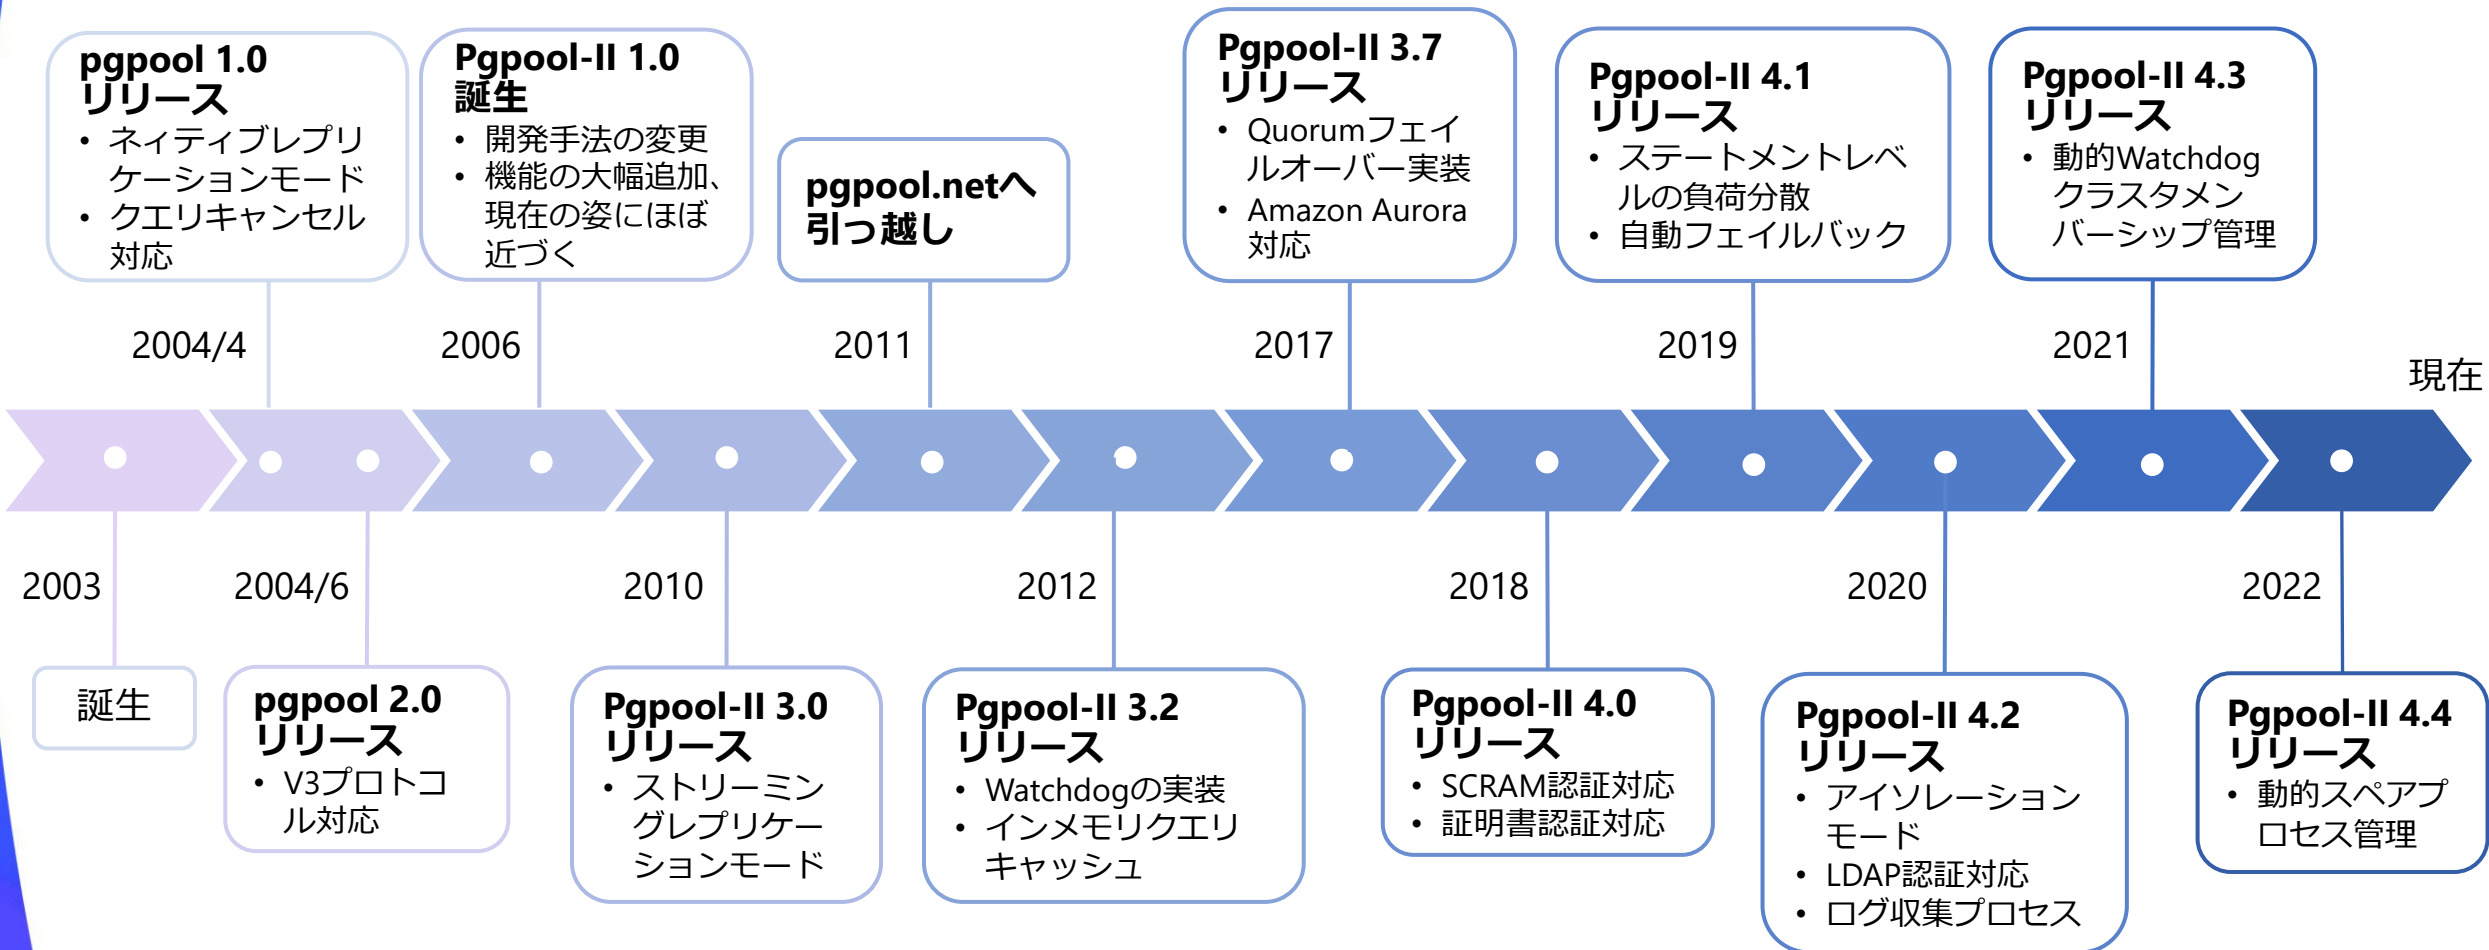 pgpool 1.0
リリース
• ネィティブレプリ
ケーションモード
• クエリキャンセル
対応
2004/4
Pgpool-II 1.0
誕生
• 開発手法の変更
• 機能の大幅追加、
現在の姿にほぼ
近づく
2006
pgpool.netへ
引っ越し
2011
Pgpool-II 3.7
リリース
• Quorumフェイ
ルオーバー実装
• Amazon Aurora
対応
2017
Pgpool-II 4.1
リリース
• ステートメントレベ
ルの負荷分散
• 自動フェイルバック
2019
Pgpool-II 4.3
リリース
• 動的Watchdog
クラスタメン
バーシップ管理
2021
現在
2003
誕生
2004/6
pgpool 2.0
リリース
• V3プロトコ
ル対応
2010
Pgpool-II 3.0
リリース
• ストリーミン
グレプリケー
ションモード
2012
Pgpool-II 3.2
リリース
• Watchdogの実装
• インメモリクエリ
キャッシュ
2018
Pgpool-II 4.0
リリース
• SCRAM認証対応
• 証明書認証対応
2020
Pgpool-II 4.2
リリース
• アイソレーション
モード
• LDAP認証対応
• ログ収集プロセス
2022
Pgpool-II 4.4
リリース
• 動的スペアプ
ロセス管理